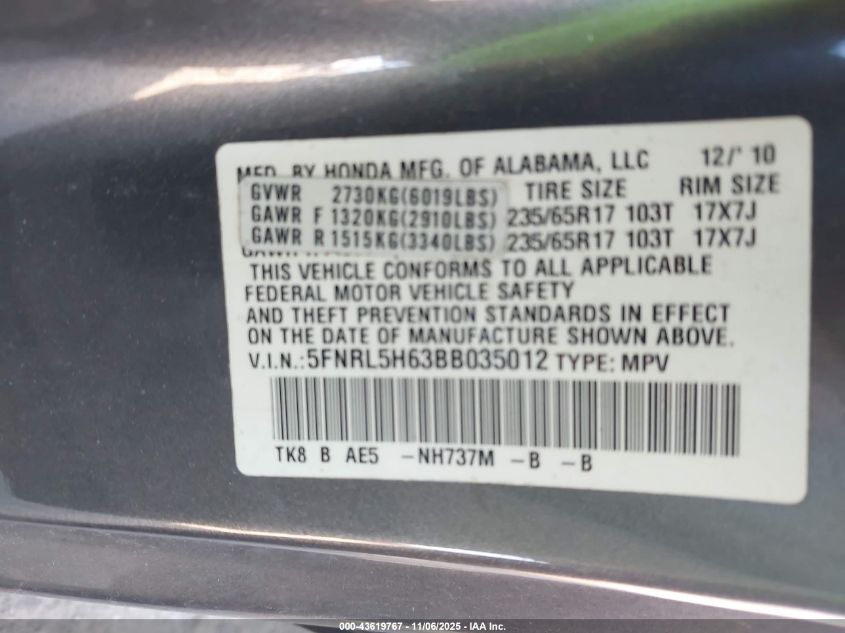 MFD. BY HONDA MFG. OF ALABAMA, LLC 12/' 10
GVWR 2730KG(6019LBS) TIRE SIZE RIM SIZE
GAWR F 1320KG(2910LBS) 235/65R17 103T 17X7J
GAWR R 1515KG(3340LBS) 235/65R17 103T 17X7J
THIS VEHICLE CONFORMS TO ALL APPLICABLE
FEDERAL MOTOR VEHICLE SAFETY
AND THEFT PREVENTION STANDARDS IN EFFECT
ON THE DATE OF MANUFACTURE SHOWN ABOVE.
V.I.N.:5FNRL5H63BB035012 TYPE: MPV
TK8 B AE5 -NH737M -B -B
000-43619767 - 11/06/2025 - IAA Inc.